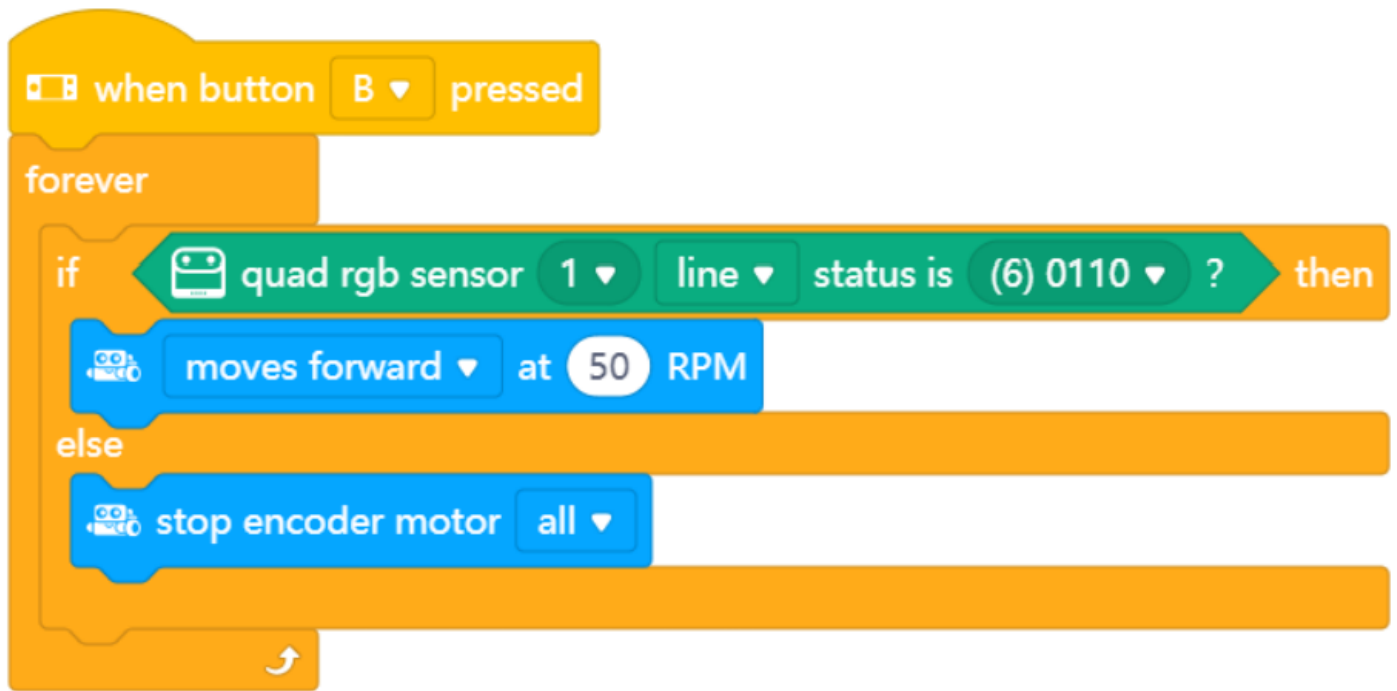 when button B pressed
forever
if quad rgb sensor 1 line status is (6) 0110 ? then
moves forward at 50 RPM
else
stop encoder motor all